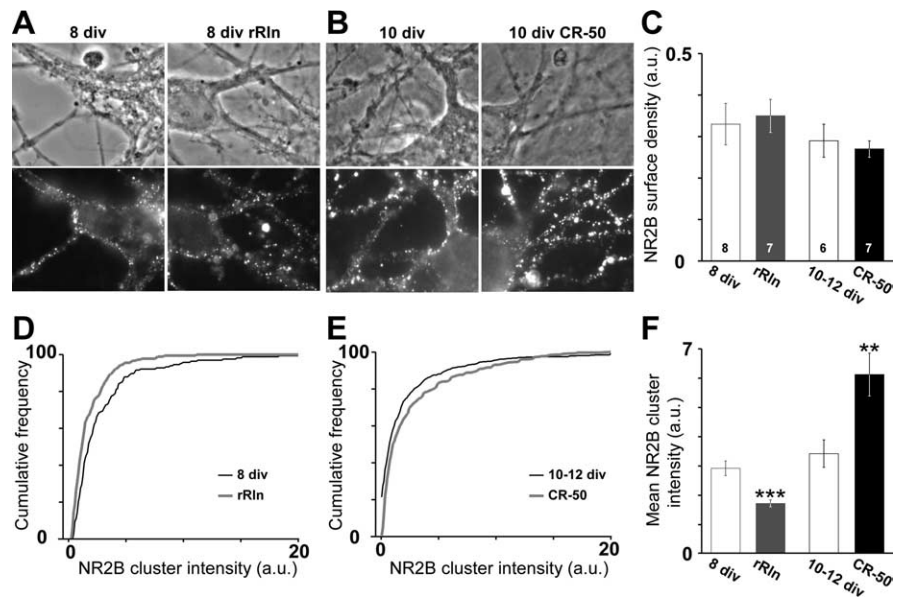 A
8 div
8 div rRln
B
10 div
10 div CR-50
C
NR2B surface density (a.u.)
0.5
0
8
7
6
7
8 div
rRln
10-12 div
CR-50
D
Cumulative frequency
100
0
8 div
rRln
0
20
NR2B cluster intensity (a.u.)
E
Cumulative frequency
100
0
10-12 div
CR-50
0
20
NR2B cluster intensity (a.u.)
F
Mean NR2B cluster
intensity (a.u.)
7
0
***
**
8 div
rRln
10-12 div
CR-50